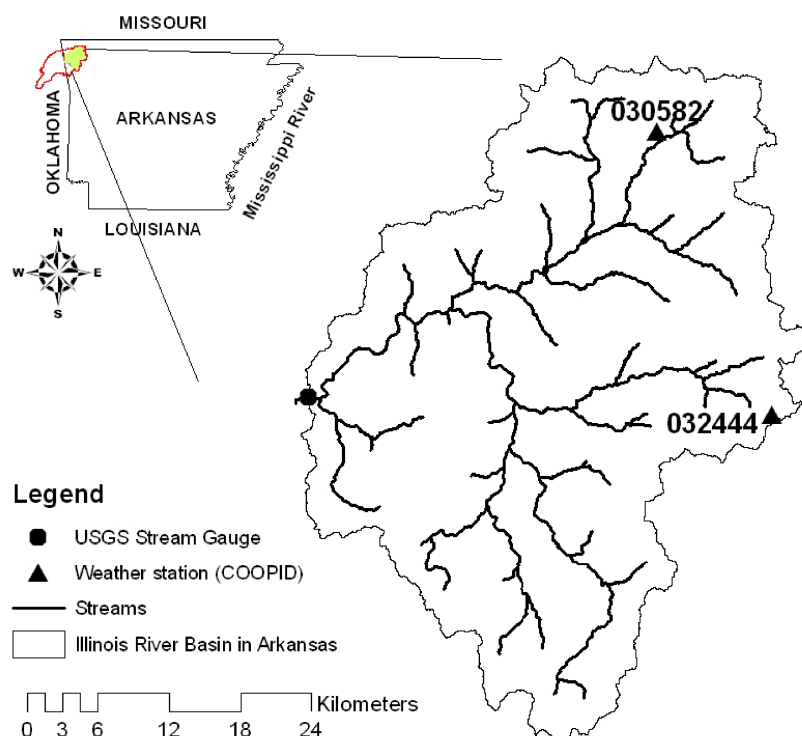 MISSOURI
OKLAHOMA
ARKANSAS
Mississippi River
LOUISIANA
N
W E
S
030582
032444
Legend
USGS Stream Gauge
Weather station (COOPID)
Streams
Illinois River Basin in Arkansas
Kilometers
0 3 6 12 18 24